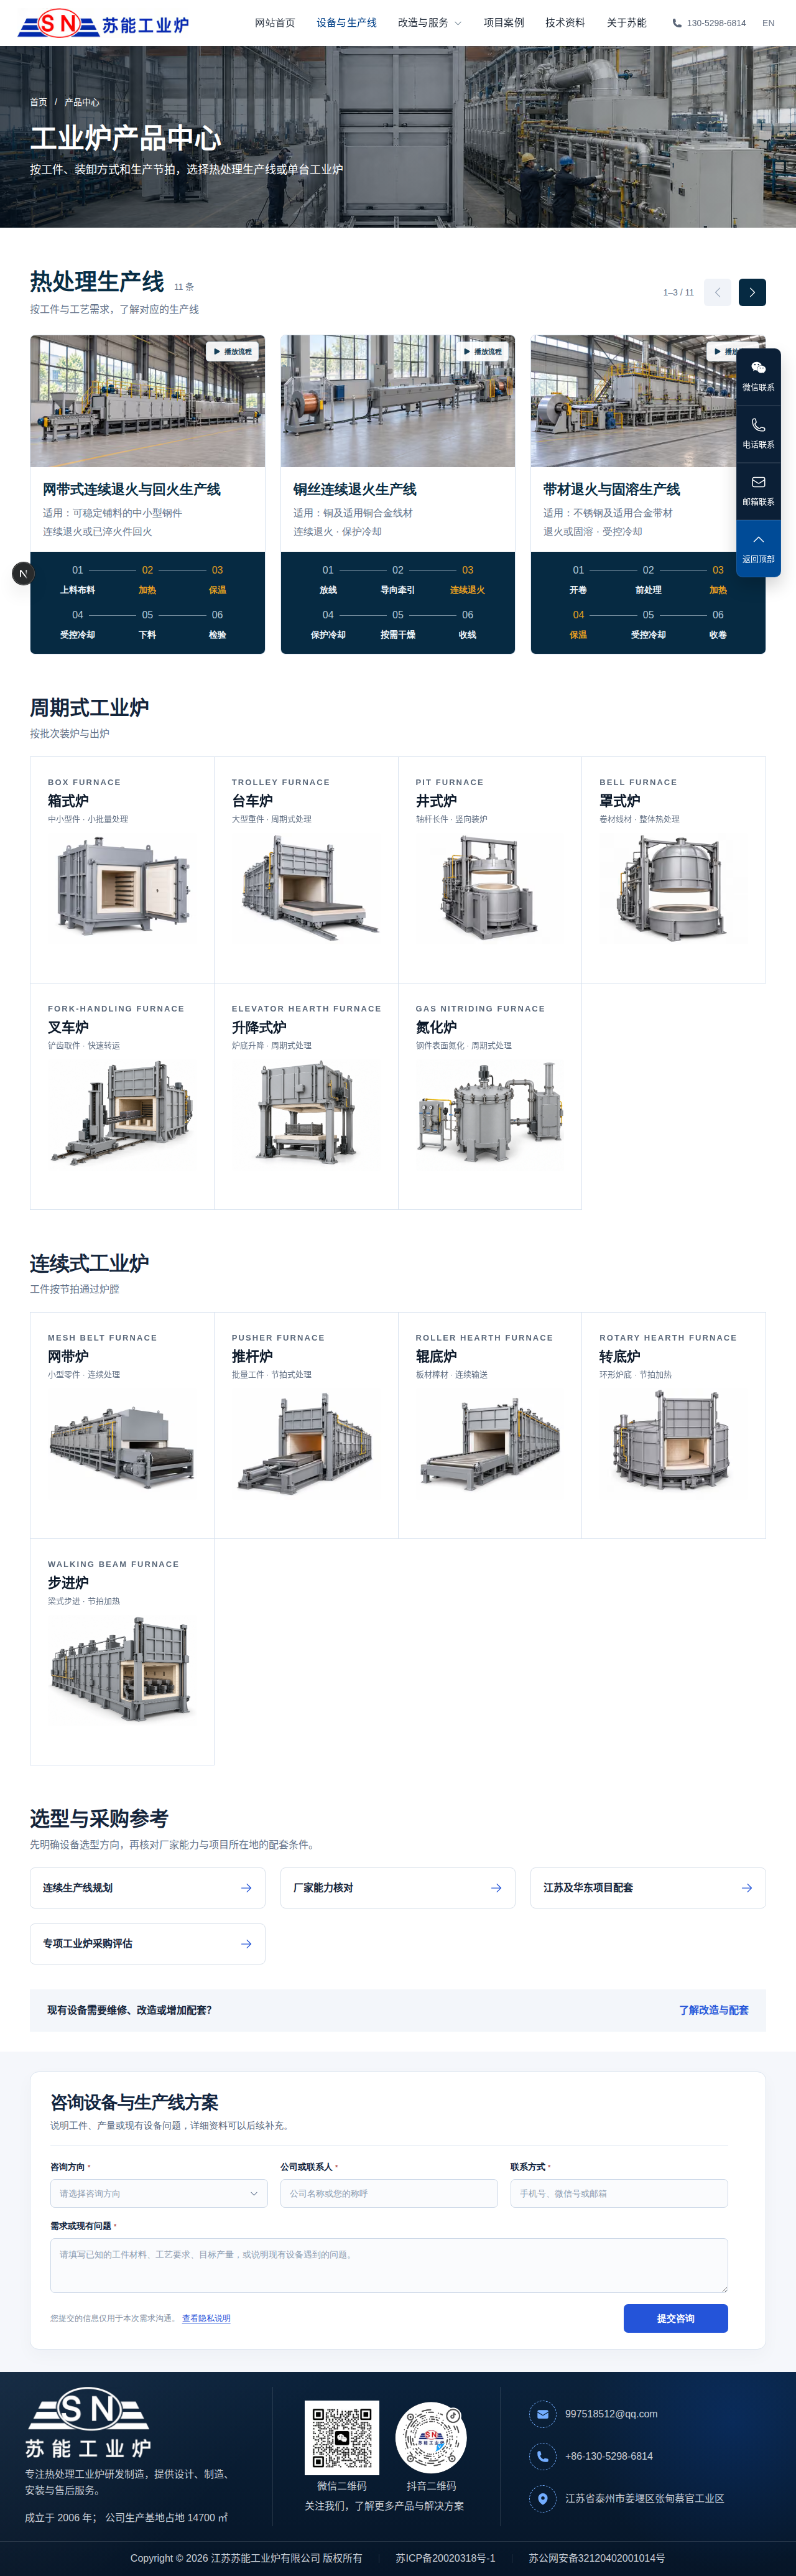 SN 苏能工业炉
网站首页 设备与生产线 改造与服务 项目案例 技术资料 关于苏能 130-5298-6814 EN
首页 / 产品中心
工业炉产品中心
按工件、装卸方式和生产节拍，选择热处理生产线或单台工业炉
热处理生产线 11 条
1–3 / 11
按工件与工艺需求，了解对应的生产线
播放流程
网带式连续退火与回火生产线
适用：可稳定铺料的中小型钢件
连续退火或已淬火件回火
01 02 03
上料布料 加热 保温
04 05 06
受控冷却 下料 检验
播放流程
铜丝连续退火生产线
适用：铜及适用铜合金线材
连续退火 · 保护冷却
01 02 03
放线 导向牵引 连续退火
04 05 06
保护冷却 按需干燥 收线
带材退火与固溶生产线
适用：不锈钢及适用合金带材
退火或固溶 · 受控冷却
01 02 03
开卷 前处理 加热
04 05 06
保温 受控冷却 收卷
微信联系
电话联系
邮箱联系
返回顶部
N
周期式工业炉
按批次装炉与出炉
BOX FURNACE
箱式炉
中小型件 · 小批量处理
TROLLEY FURNACE
台车炉
大型重件 · 周期式处理
PIT FURNACE
井式炉
轴杆长件 · 竖向装炉
BELL FURNACE
罩式炉
卷材线材 · 整体热处理
FORK-HANDLING FURNACE
叉车炉
铲齿取件 · 快速转运
ELEVATOR HEARTH FURNACE
升降式炉
炉底升降 · 周期式处理
GAS NITRIDING FURNACE
氮化炉
钢件表面氮化 · 周期式处理
连续式工业炉
工件按节拍通过炉膛
MESH BELT FURNACE
网带炉
小型零件 · 连续处理
PUSHER FURNACE
推杆炉
批量工件 · 节拍式处理
ROLLER HEARTH FURNACE
辊底炉
板材棒材 · 连续输送
ROTARY HEARTH FURNACE
转底炉
环形炉底 · 节拍加热
WALKING BEAM FURNACE
步进炉
梁式步进 · 节拍加热
选型与采购参考
先明确设备选型方向，再核对厂家能力与项目所在地的配套条件。
连续生产线规划
厂家能力核对
江苏及华东项目配套
专项工业炉采购评估
现有设备需要维修、改造或增加配套？ 了解改造与配套
咨询设备与生产线方案
说明工件、产量或现有设备问题，详细资料可以后续补充。
咨询方向 * 公司或联系人 * 联系方式 *
请选择咨询方向 公司名称或您的称呼 手机号、微信号或邮箱
需求或现有问题 *
请填写已知的工件材料、工艺要求、目标产量，或说明现有设备遇到的问题。
您提交的信息仅用于本次需求沟通。 查看隐私说明
提交咨询
SN
苏能工业炉
专注热处理工业炉研发制造，提供设计、制造、
安装与售后服务。
成立于 2006 年； 公司生产基地占地 14700 ㎡
微信二维码 抖音二维码
关注我们，了解更多产品与解决方案
997518512@qq.com
+86-130-5298-6814
江苏省泰州市姜堰区张甸蔡官工业区
Copyright © 2026 江苏苏能工业炉有限公司 版权所有 | 苏ICP备20020318号-1 | 苏公网安备32120402001014号